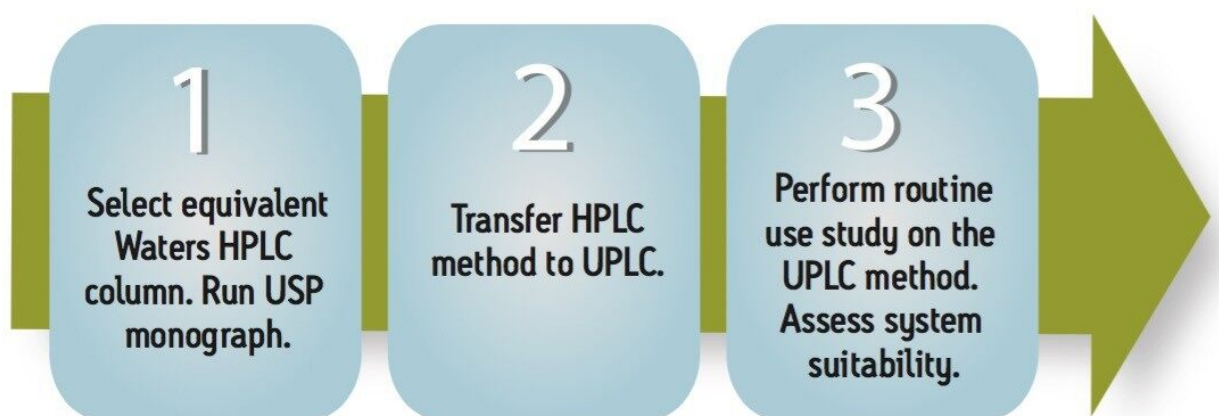 1
Select equivalent
Waters HPLC
column. Run USP
monograph.
2
Transfer HPLC
method to UPLC.
3
Perform routine
use study on the
UPLC method.
Assess system
suitability.